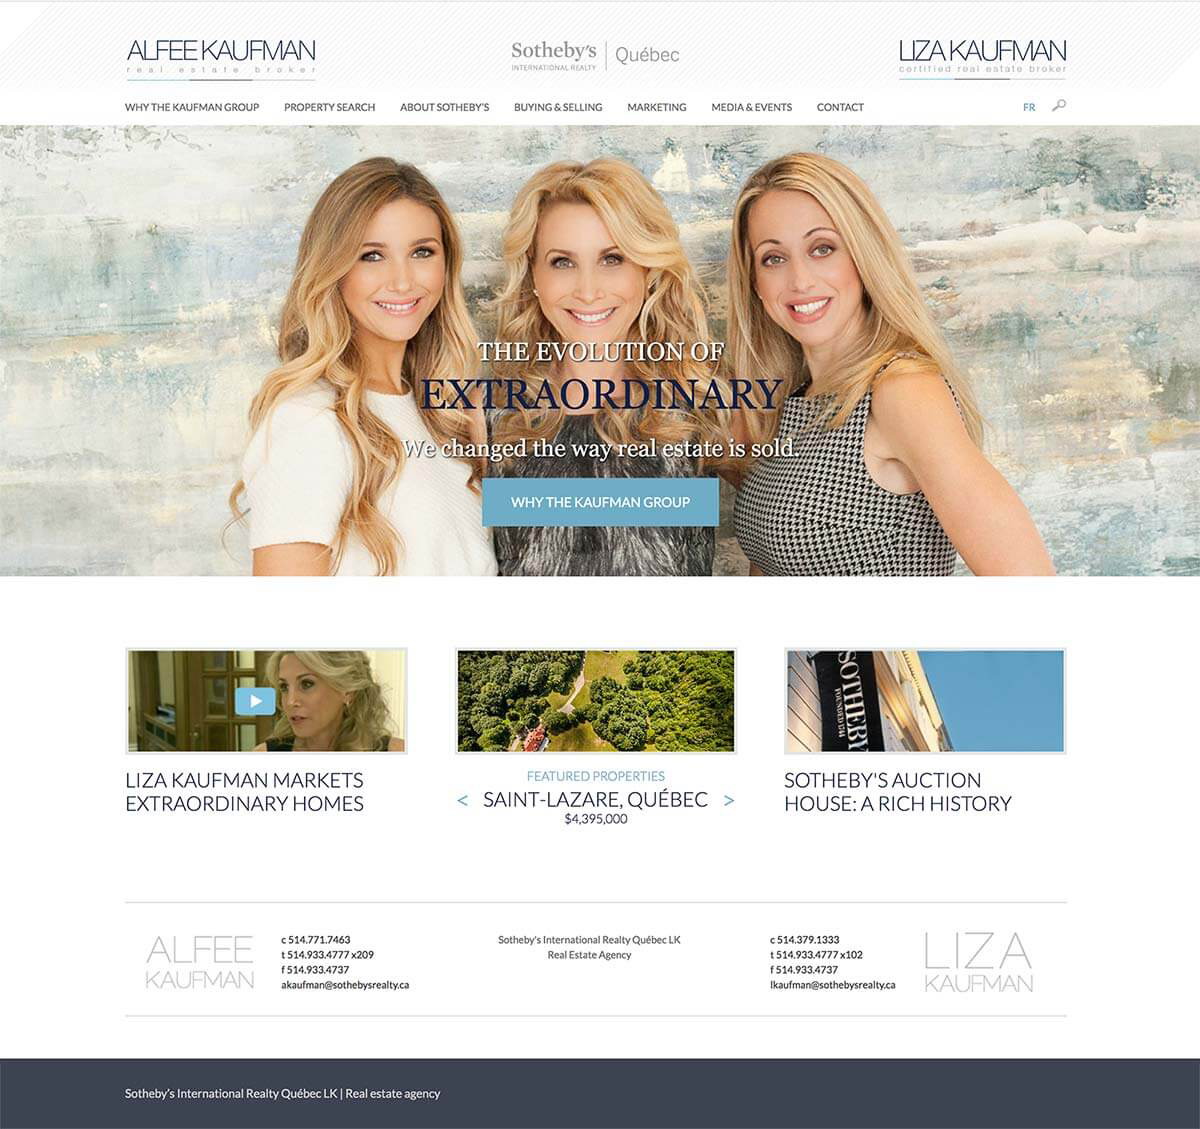 ALFEE KAUFMAN
real estate broker
Sotheby's
INTERNATIONAL REALTY
Québec
LIZA KAUFMAN
certified real estate broker
WHY THE KAUFMAN GROUP PROPERTY SEARCH ABOUT SOTHEBY'S BUYING & SELLING MARKETING MEDIA & EVENTS CONTACT FR
THE EVOLUTION OF
EXTRAORDINARY
We changed the way real estate is sold.
WHY THE KAUFMAN GROUP
SOTHEBY
FOUNDED 1744
LIZA KAUFMAN MARKETS
EXTRAORDINARY HOMES
FEATURED PROPERTIES
< SAINT-LAZARE, QUÉBEC >
$4,395,000
SOTHEBY'S AUCTION
HOUSE: A RICH HISTORY
ALFEE
KAUFMAN
c 514.771.7463
t 514.933.4777 x209
f 514.933.4737
akaufman@sothebysrealty.ca
Sotheby's International Realty Québec LK
Real Estate Agency
c 514.379.1333
t 514.933.4777 x102
f 514.933.4737
lkaufman@sothebysrealty.ca
LIZA
KAUFMAN
Sotheby's International Realty Québec LK | Real estate agency